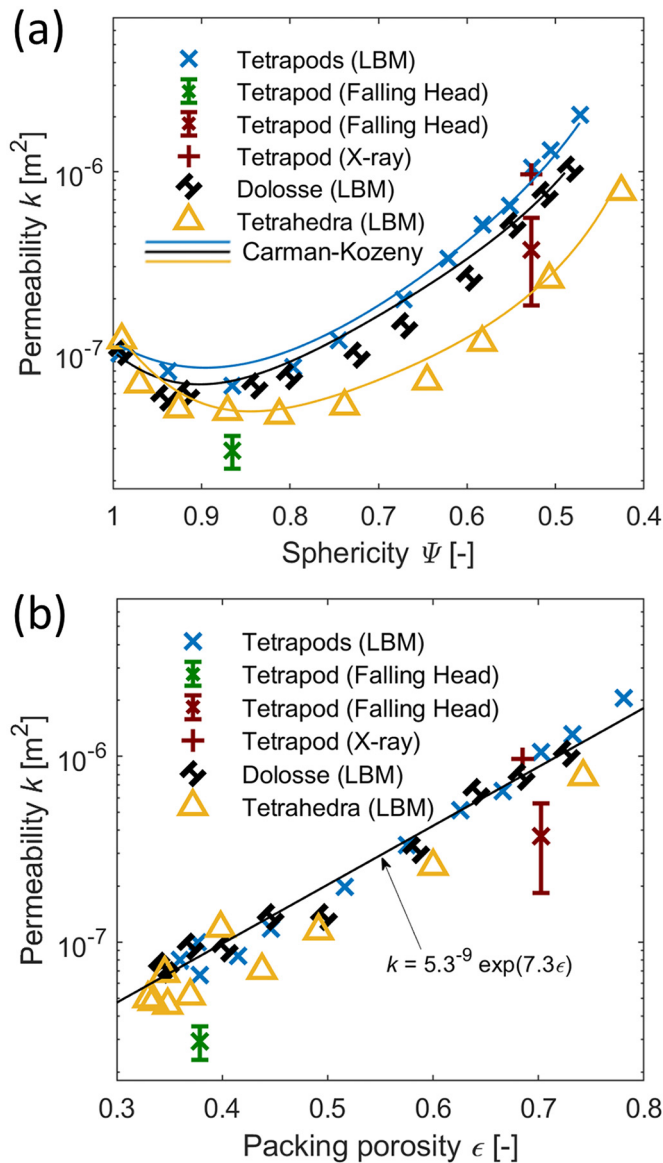 (a)
Tetrapods (LBM)
Tetrapod (Falling Head)
Tetrapod (Falling Head)
Tetrapod (X-ray)
Dolosse (LBM)
Tetrahedra (LBM)
Carman-Kozeny
Permeability k [m²]
10⁻⁶
10⁻⁷
1 0.9 0.8 0.7 0.6 0.5 0.4
Sphericity Ψ [-]
(b)
Tetrapods (LBM)
Tetrapod (Falling Head)
Tetrapod (Falling Head)
Tetrapod (X-ray)
Dolosse (LBM)
Tetrahedra (LBM)
Permeability k [m²]
10⁻⁶
10⁻⁷
k = 5.3⁻⁹ exp(7.3ϵ)
0.3 0.4 0.5 0.6 0.7 0.8
Packing porosity ϵ [-]